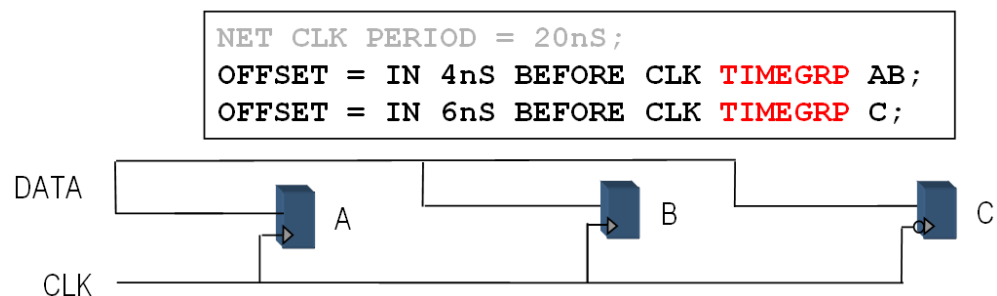 NET CLK PERIOD = 20nS;
OFFSET = IN 4nS BEFORE CLK TIMEGRP AB;
OFFSET = IN 6nS BEFORE CLK TIMEGRP C;
DATA
A
B
C
CLK